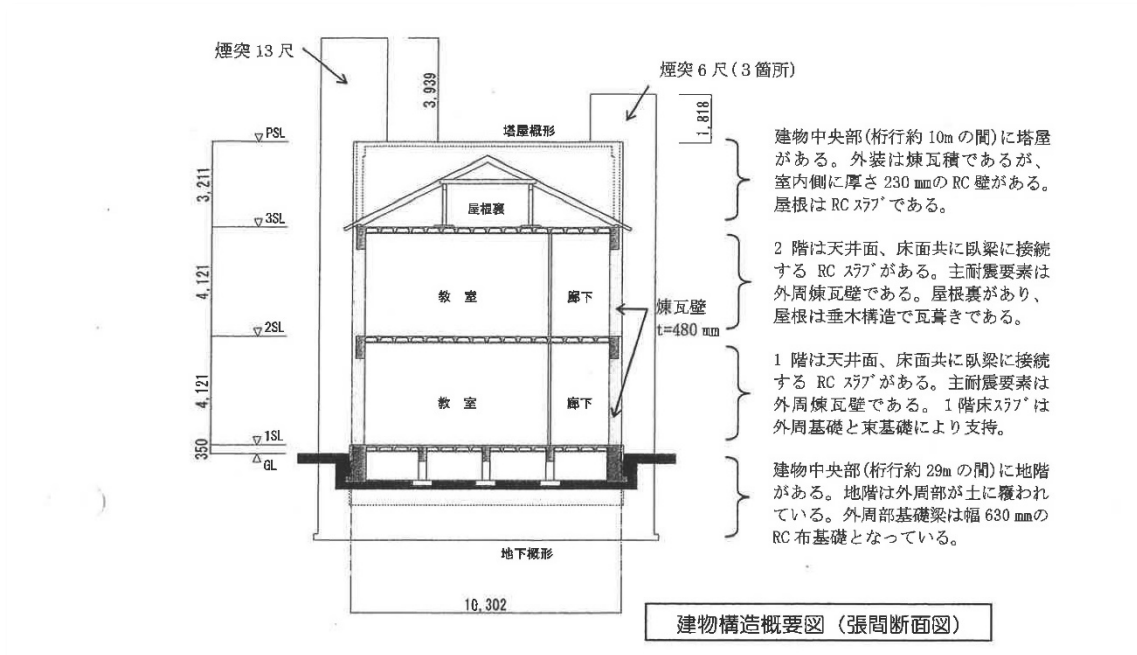 煙突 13 尺
煙突 6 尺(3 箇所)
3,939
1,818
塔屋概形
PSL
3,211
3SL
屋根裏
4,121
教 室
廊下
煉瓦壁
t=480 mm
2SL
4,121
教 室
廊下
1SL
350
GL
地下概形
10,302
建物中央部(桁行約 10m の間)に塔屋
がある。外装は煉瓦積であるが、
室内側に厚さ 230 mmの RC 壁がある。
屋根は RC ｽﾗﾌﾞである。
2 階は天井面、床面共に臥梁に接続
する RC ｽﾗﾌﾞがある。主耐震要素は
外周煉瓦壁である。屋根裏があり、
屋根は垂木構造で瓦葺きである。
1 階は天井面、床面共に臥梁に接続
する RC ｽﾗﾌﾞがある。主耐震要素は
外周煉瓦壁である。1 階床ｽﾗﾌﾞは
外周基礎と束基礎により支持。
建物中央部(桁行約 29m の間)に地階
がある。地階は外周部が土に覆われ
ている。外周部基礎梁は幅 630 mmの
RC 布基礎となっている。
建物構造概要図（張間断面図）